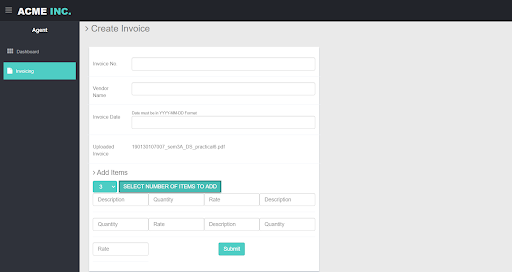 ACME INC.
Agent
Dashboard
Invoicing
> Create Invoice
Invoice No
Vendor
Name
Invoice Date
Date must be in YYYY-MM-DD Format
Uploaded
Invoice
> Add Items
3
SELECT NUMBER OF ITEMS TO ADD
Description Quantity Rate Description
Quantity Rate Description Quantity
Rate
Submit